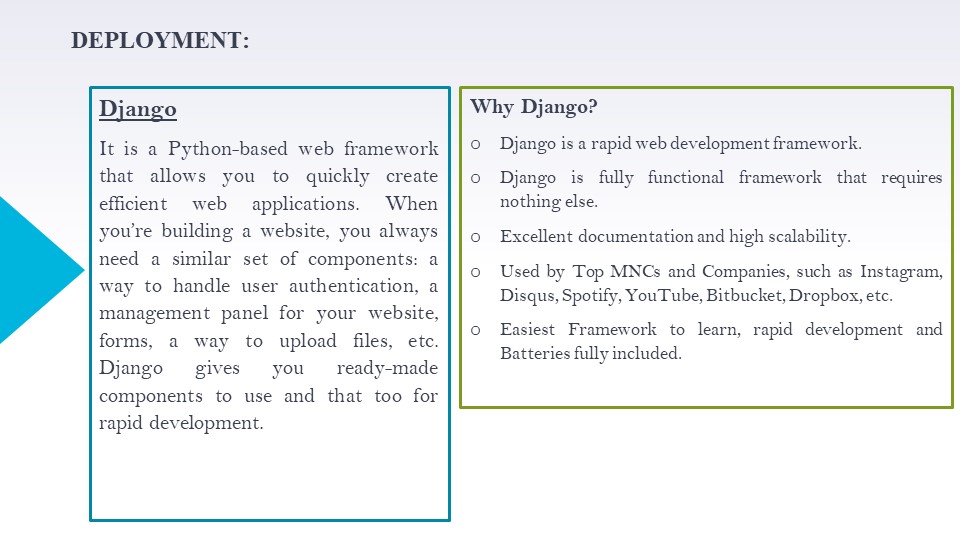 DEPLOYMENT:
Django
It is a Python-based web framework
that allows you to quickly create
efficient web applications. When
you're building a website, you always
need a similar set of components: a
way to handle user authentication, a
management panel for your website,
forms, a way to upload files, etc.
Django gives you ready-made
components to use and that too for
rapid development.
Why Django?
o Django is a rapid web development framework.
o Django is fully functional framework that requires
nothing else.
o Excellent documentation and high scalability.
o Used by Top MNCs and Companies, such as Instagram,
Disqus, Spotify, YouTube, Bitbucket, Dropbox, etc.
o Easiest Framework to learn, rapid development and
Batteries fully included.